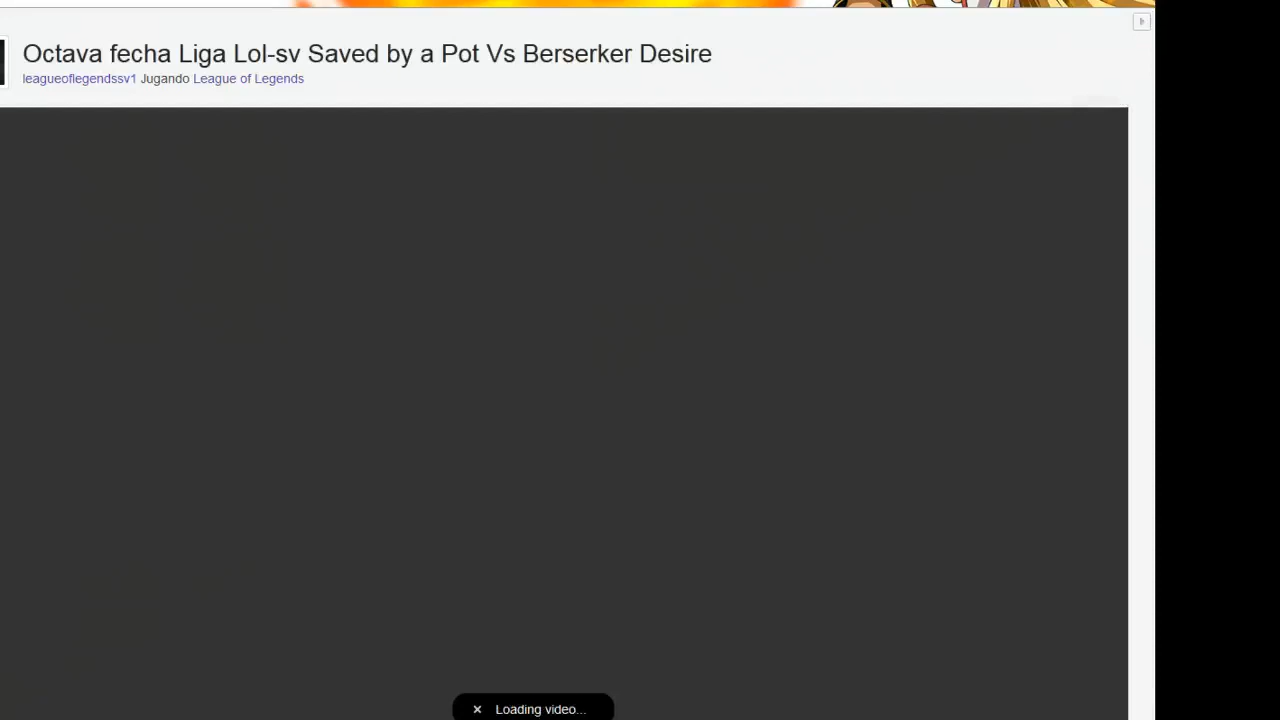 Octava fecha Liga Lol-sv Saved by a Pot Vs Berserker Desire
leagueoflegendssv1 Jugando League of Legends
× Loading video...